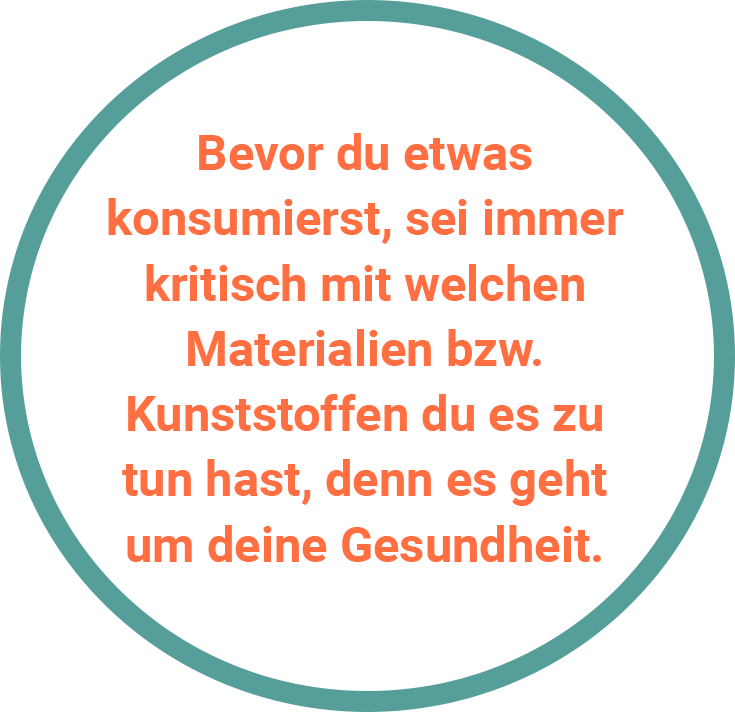 Bevor du etwas
konsumierst, sei immer
kritisch mit welchen
Materialien bzw.
Kunststoffen du es zu
tun hast, denn es geht
um deine Gesundheit.